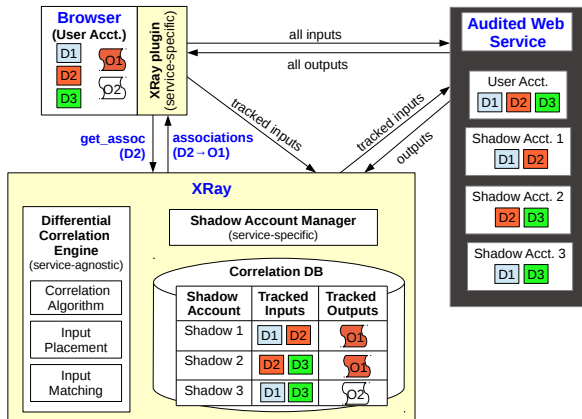 Browser
(User Acct.)
D1
D2
D3
O1
O2
XRay plugin
(service-specific)
all inputs
all outputs
tracked inputs
tracked inputs
outputs
get_assoc
(D2)
associations
(D2→O1)
Audited Web
Service
User Acct.
D1 D2 D3
Shadow Acct. 1
D1 D2
Shadow Acct. 2
D2 D3
Shadow Acct. 3
D1 D3
XRay
Differential
Correlation
Engine
(service-agnostic)
Correlation
Algorithm
Input
Placement
Input
Matching
Shadow Account Manager
(service-specific)
Correlation DB
Shadow Account Tracked Inputs Tracked Outputs
Shadow 1 D1 D2 O1
Shadow 2 D2 D3 O1
Shadow 3 D1 D3 O2